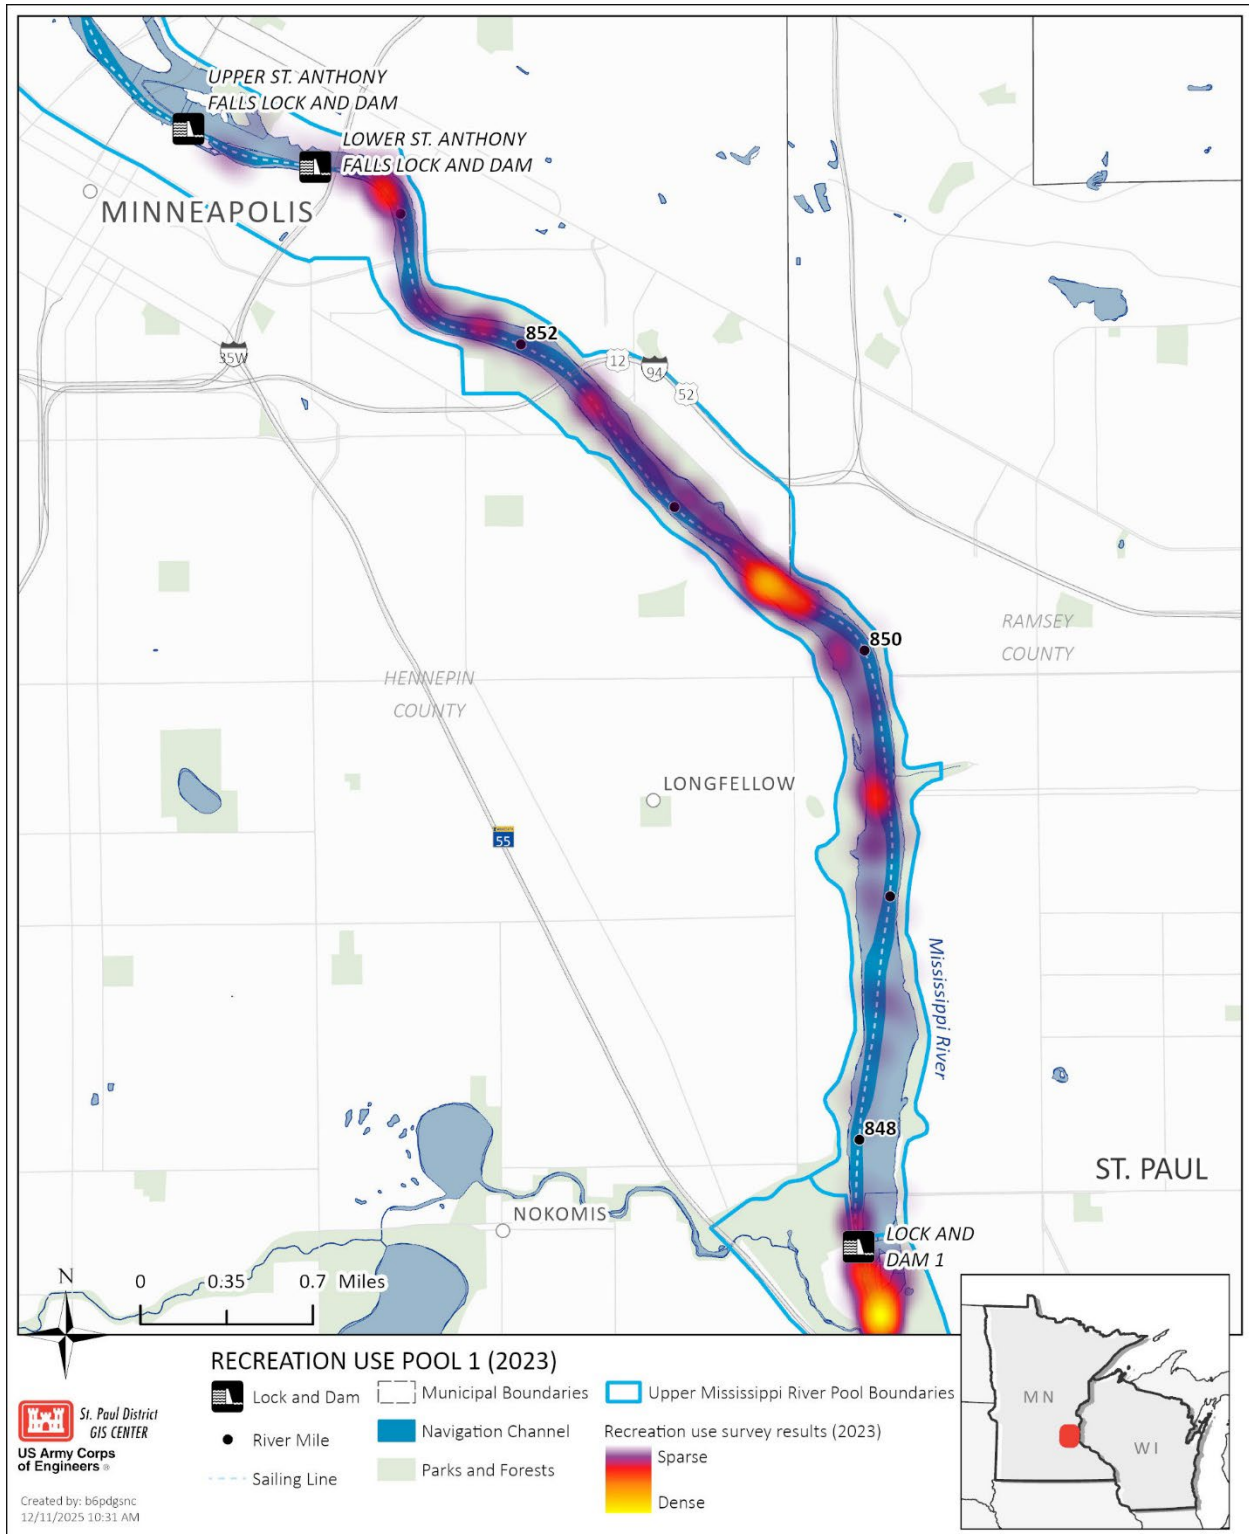 UPPER ST. ANTHONY
FALLS LOCK AND DAM
LOWER ST. ANTHONY
FALLS LOCK AND DAM
MINNEAPOLIS
852
35W
12
94
52
850
RAMSEY
COUNTY
HENNEPIN
COUNTY
LONGFELLOW
55
Mississippi River
848
ST. PAUL
NOKOMIS
LOCK AND
DAM 1
N
0 0.35 0.7 Miles
RECREATION USE POOL 1 (2023)
Lock and Dam
River Mile
Sailing Line
Municipal Boundaries
Navigation Channel
Parks and Forests
Upper Mississippi River Pool Boundaries
Recreation use survey results (2023)
Sparse
Dense
MN
WI
St. Paul District
GIS CENTER
US Army Corps
of Engineers ®
Created by: b6pdgsnc
12/11/2025 10:31 AM